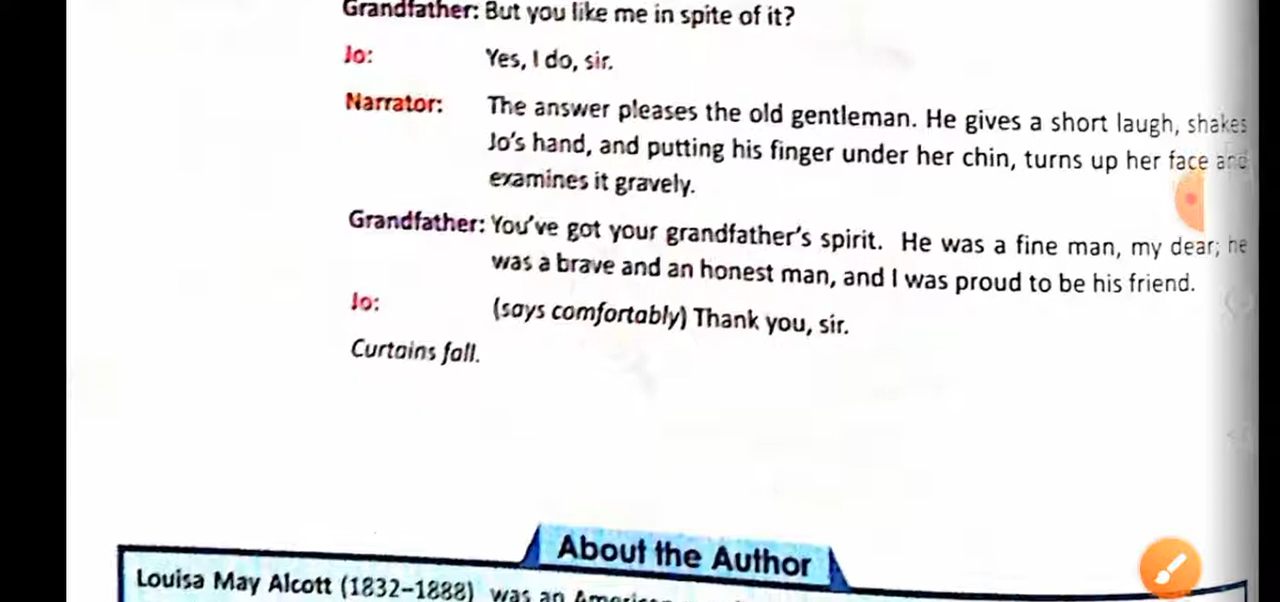 Grandfather: But you like me in spite of it?
Jo: Yes, I do, sir.
Narrator: The answer pleases the old gentleman. He gives a short laugh, shakes
Jo's hand, and putting his finger under her chin, turns up her face and
examines it gravely.
Grandfather: You've got your grandfather's spirit. He was a fine man, my dear; he
was a brave and an honest man, and I was proud to be his friend.
Jo: (says comfortably) Thank you, sir.
Curtains fall.
About the Author
Louisa May Alcott (1832–1888) was an American